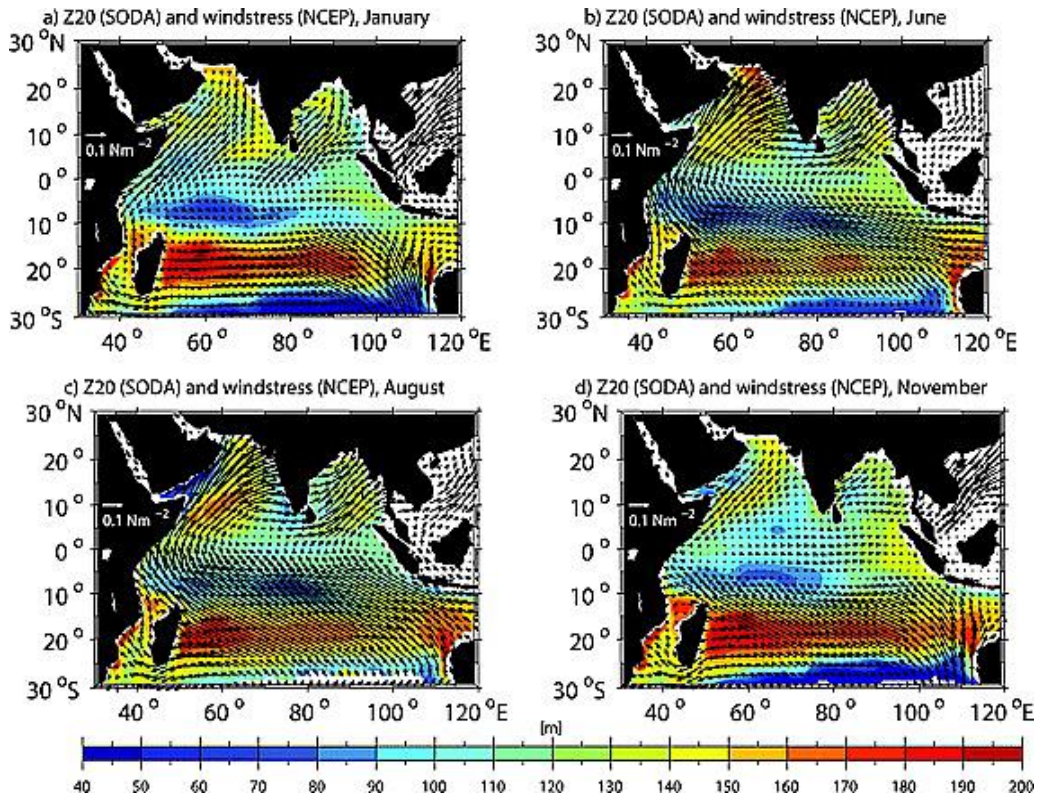 a) Z20 (SODA) and windstress (NCEP), January
30 °N
20 °
10 °
0 °
10 °
20 °
30 °S
0.1 Nm⁻²
40 ° 60 ° 80 ° 100 ° 120 °E
b) Z20 (SODA) and windstress (NCEP), June
30 °N
20 °
10 °
0 °
10 °
20 °
30 °S
0.1 Nm⁻²
40 ° 60 ° 80 ° 100 ° 120 °E
c) Z20 (SODA) and windstress (NCEP), August
30 °N
20 °
10 °
0 °
10 °
20 °
30 °S
0.1 Nm⁻²
40 ° 60 ° 80 ° 100 ° 120 °E
d) Z20 (SODA) and windstress (NCEP), November
30 °N
20 °
10 °
0 °
10 °
20 °
30 °S
0.1 Nm⁻²
40 ° 60 ° 80 ° 100 ° 120 °E
[m]
40 50 60 70 80 90 100 110 120 130 140 150 160 170 180 190 200